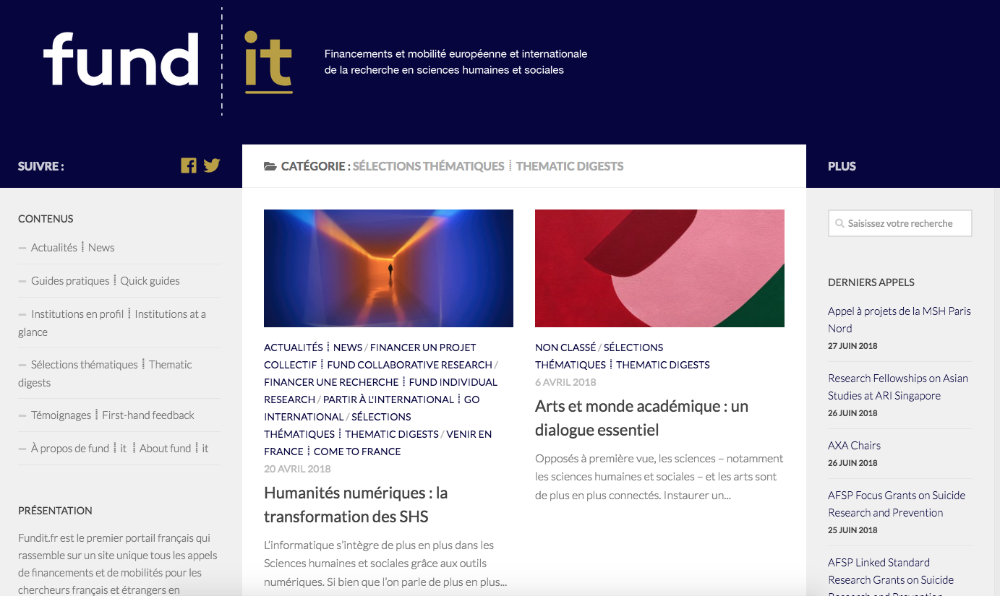 fund ┊ it
Financements et mobilité européenne et internationale
de la recherche en sciences humaines et sociales
SUIVRE :
CONTENUS
Actualités ┊ News
Guides pratiques ┊ Quick guides
Institutions en profil ┊ Institutions at a
glance
Sélections thématiques ┊ Thematic
digests
Témoignages ┊ First-hand feedback
À propos de fund ┊ it ┊ About fund ┊ it
PRÉSENTATION
Fundit.fr est le premier portail français qui
rassemble sur un site unique tous les appels
de financements et de mobilités pour les
chercheurs français et étrangers en
CATÉGORIE : SÉLECTIONS THÉMATIQUES ┊ THEMATIC DIGESTS
ACTUALITÉS ┊ NEWS / FINANCER UN PROJET
COLLECTIF ┊ FUND COLLABORATIVE RESEARCH /
FINANCER UNE RECHERCHE ┊ FUND INDIVIDUAL
RESEARCH / PARTIR À L'INTERNATIONAL ┊ GO
INTERNATIONAL / SÉLECTIONS
THÉMATIQUES ┊ THEMATIC DIGESTS / VENIR EN
FRANCE ┊ COME TO FRANCE
20 AVRIL 2018
Humanités numériques : la
transformation des SHS
L’informatique s’intègre de plus en plus dans les
Sciences humaines et sociales grâce aux outils
numériques. Si bien que l’on parle de plus en plus...
NON CLASSÉ / SÉLECTIONS
THÉMATIQUES ┊ THEMATIC DIGESTS
6 AVRIL 2018
Arts et monde académique : un
dialogue essentiel
Opposés à première vue, les sciences – notamment
les sciences humaines et sociales – et les arts sont
de plus en plus connectés. Instaurer un...
PLUS
Saisissez votre recherche
DERNIERS APPELS
Appel à projets de la MSH Paris
Nord
27 JUIN 2018
Research Fellowships on Asian
Studies at ARI Singapore
26 JUIN 2018
AXA Chairs
26 JUIN 2018
AFSP Focus Grants on Suicide
Research and Prevention
25 JUIN 2018
AFSP Linked Standard
Research Grants on Suicide
Research and Prevention